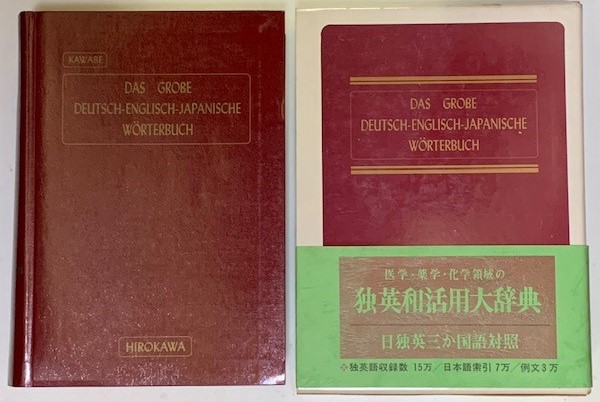 KAWABE
DAS GROBE
DEUTSCH-ENGLISCH-JAPANISCHE
WÖRTERBUCH
HIROKAWA
DAS GROBE
DEUTSCH-ENGLISCH-JAPANISCHE
WÖRTERBUCH
医学・薬学・化学領域の
独英和活用大辞典
日独英三か国語対照
※独英語収録数 15万/日本語索引7万/例文3万